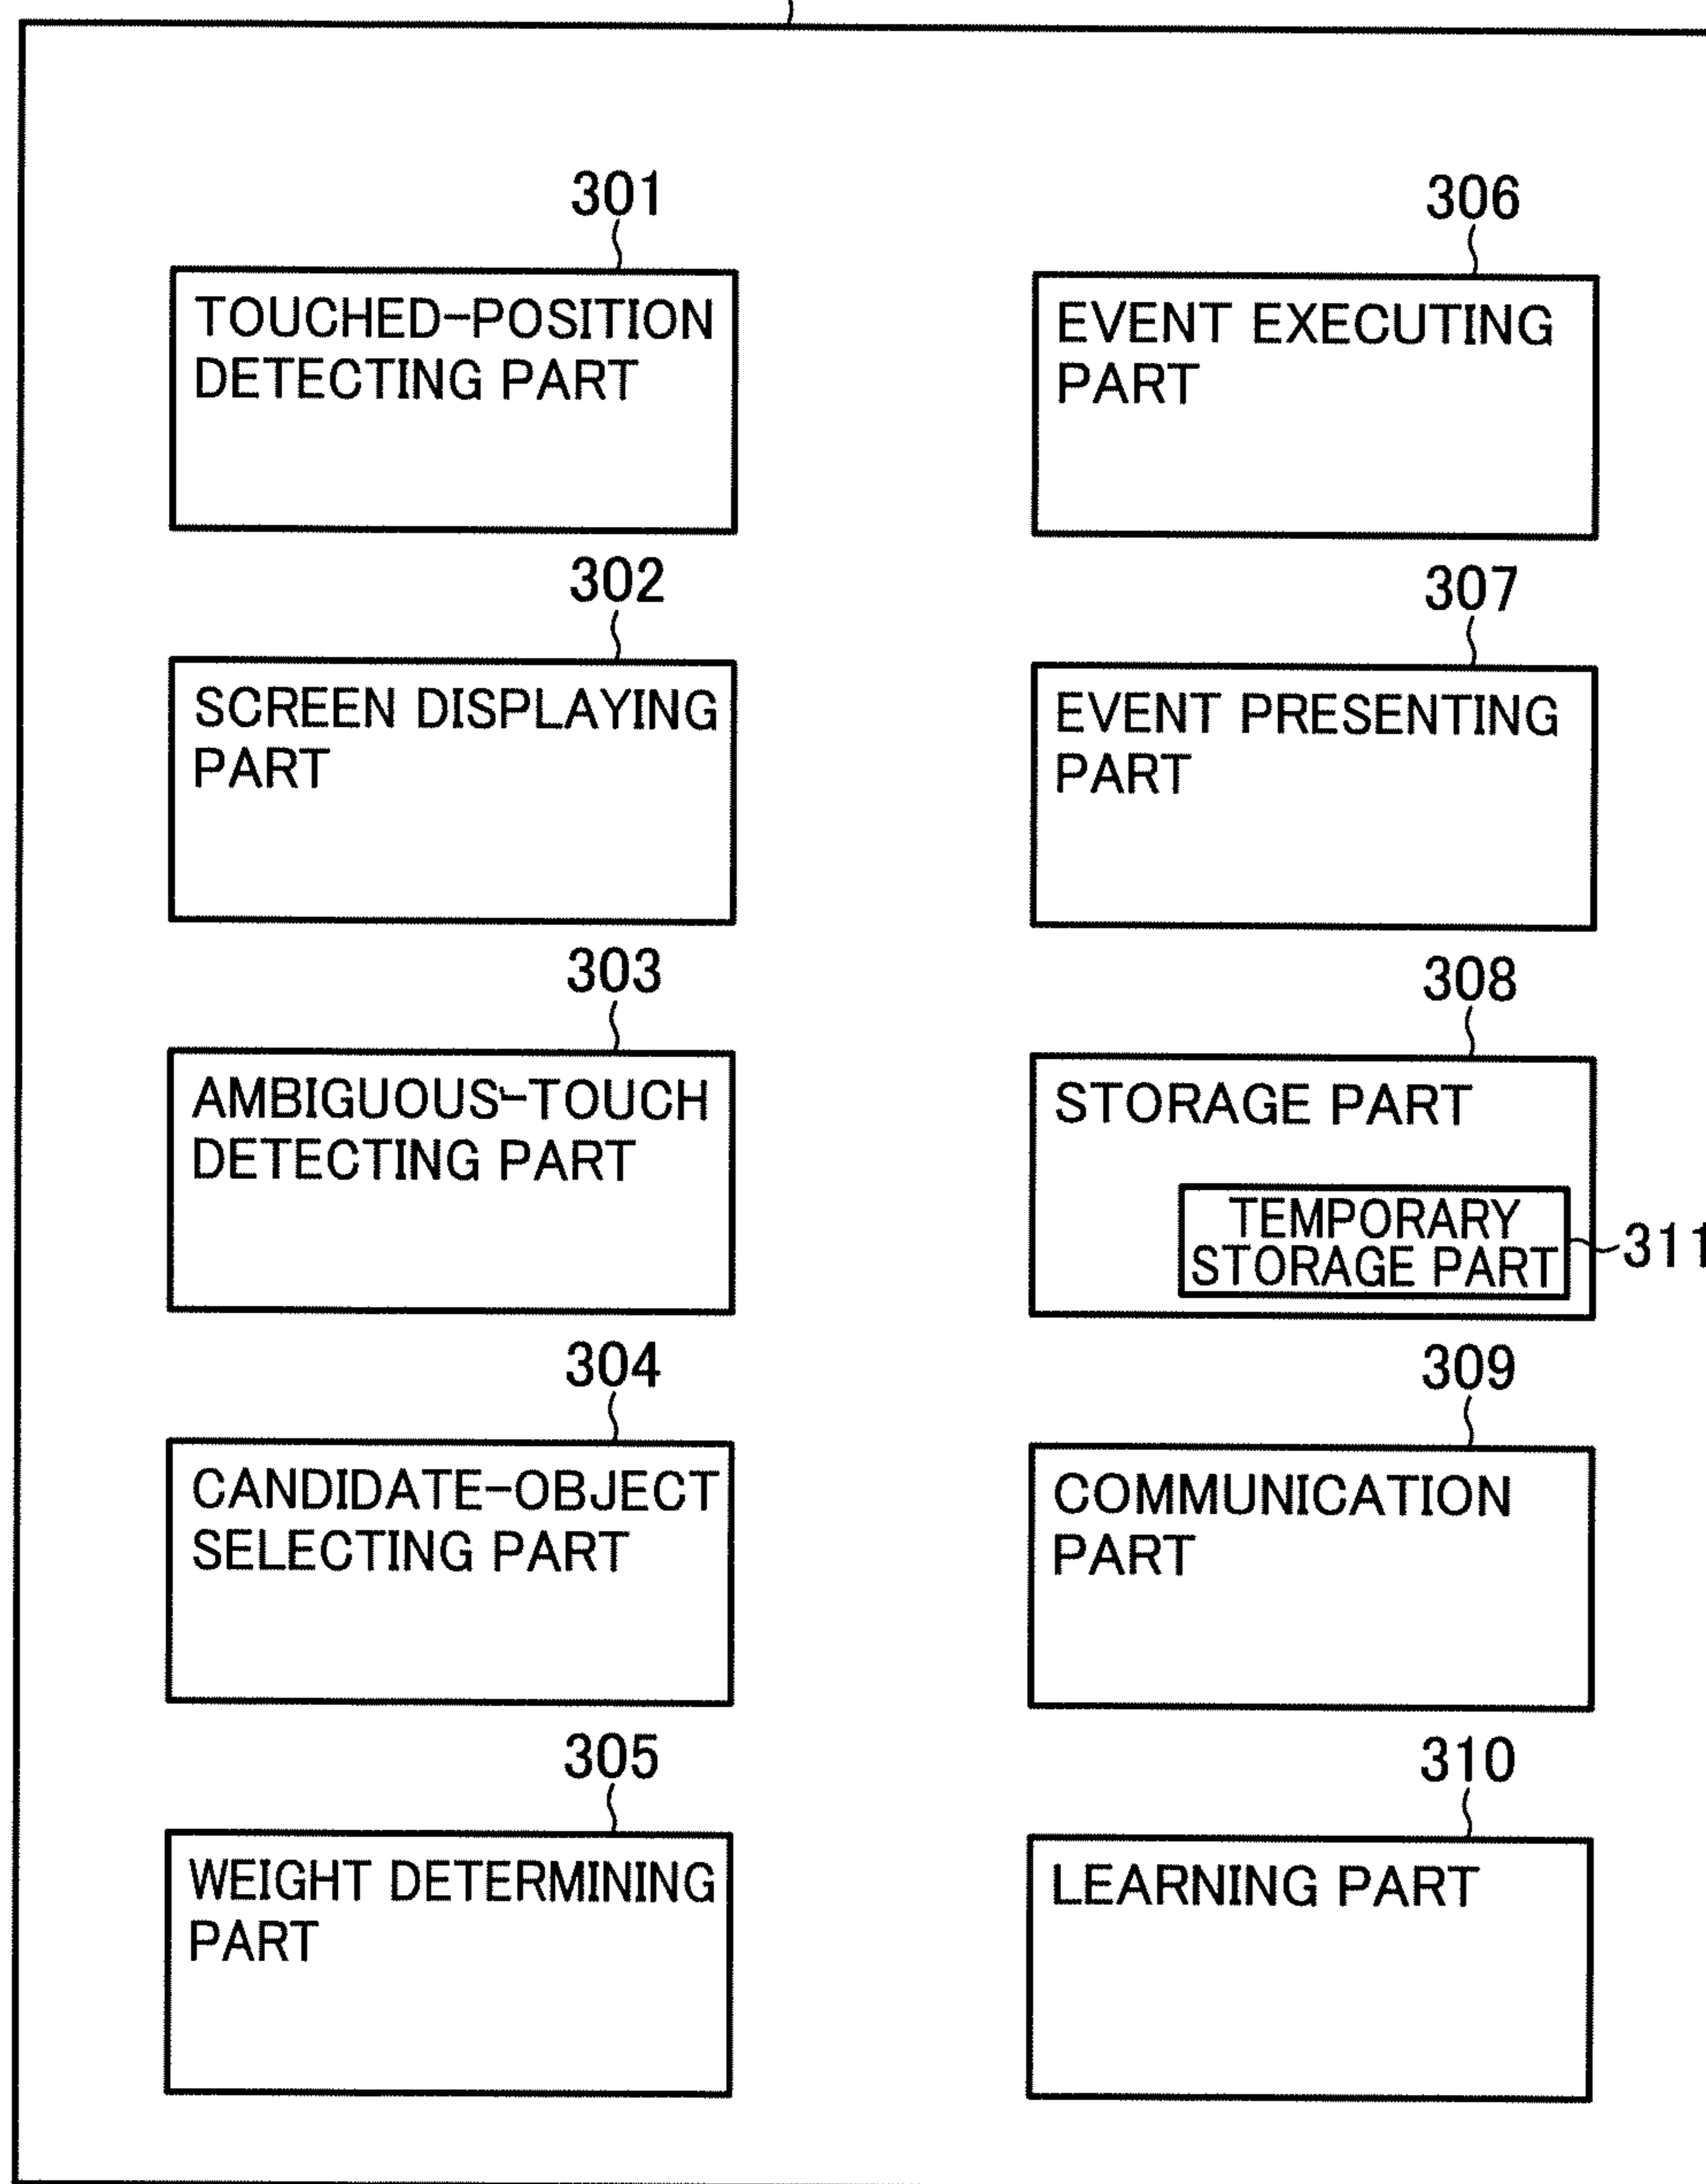 301
TOUCHED-POSITION
DETECTING PART
302
SCREEN DISPLAYING
PART
303
AMBIGUOUS-TOUCH
DETECTING PART
304
CANDIDATE-OBJECT
SELECTING PART
305
WEIGHT DETERMINING
PART
306
EVENT EXECUTING
PART
307
EVENT PRESENTING
PART
308
STORAGE PART
TEMPORARY
STORAGE PART
311
309
COMMUNICATION
PART
310
LEARNING PART